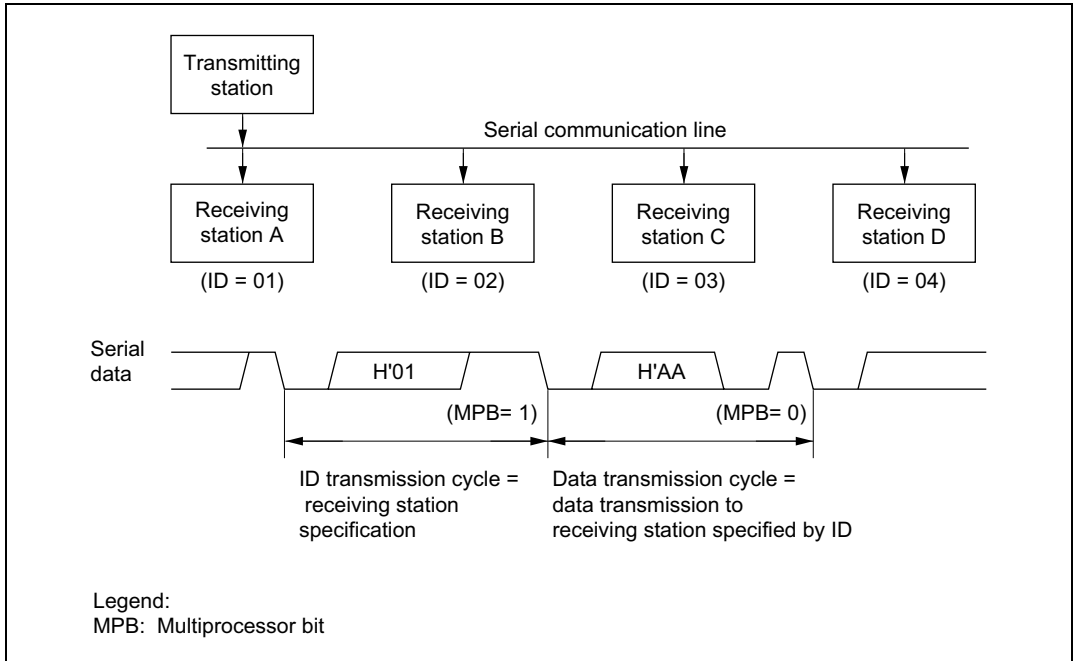 Transmitting
station
Serial communication line
Receiving
station A
Receiving
station B
Receiving
station C
Receiving
station D
(ID = 01)
(ID = 02)
(ID = 03)
(ID = 04)
Serial
data
H'01
H'AA
(MPB= 1)
(MPB= 0)
ID transmission cycle =
receiving station
specification
Data transmission cycle =
data transmission to
receiving station specified by ID
Legend:
MPB: Multiprocessor bit